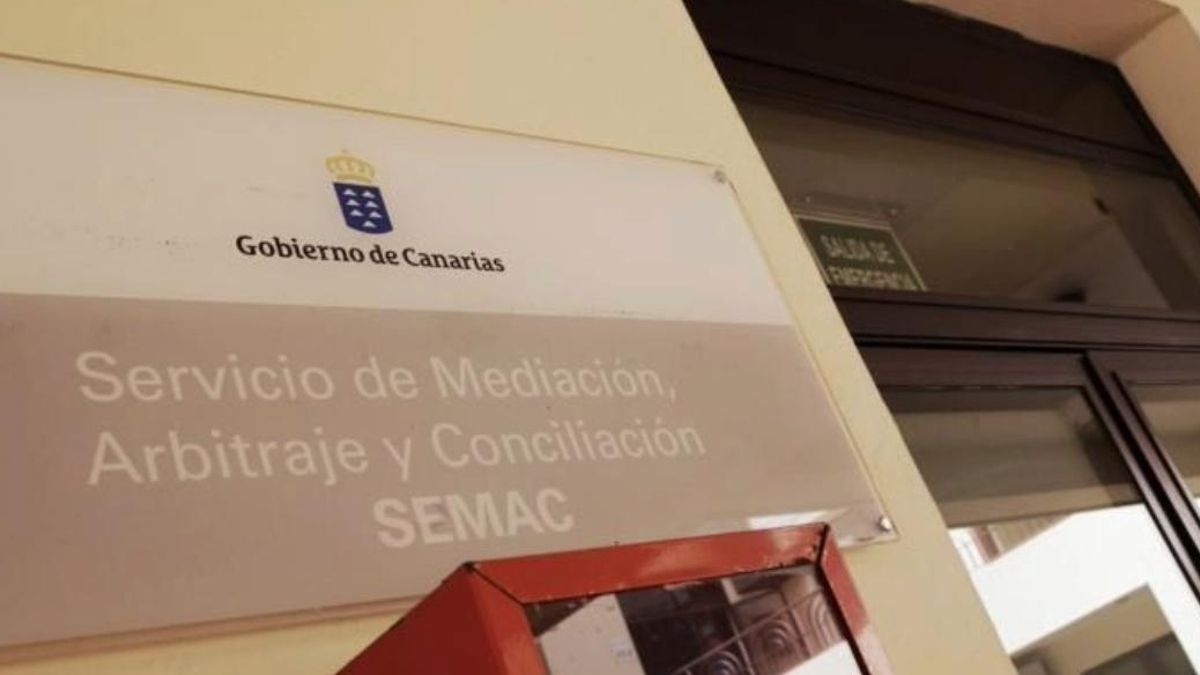 Gobierno de Canarias
Servicio de Mediación,
Arbitraje y Conciliación
SEMAC
SALIDA DE
EMERGENCIA